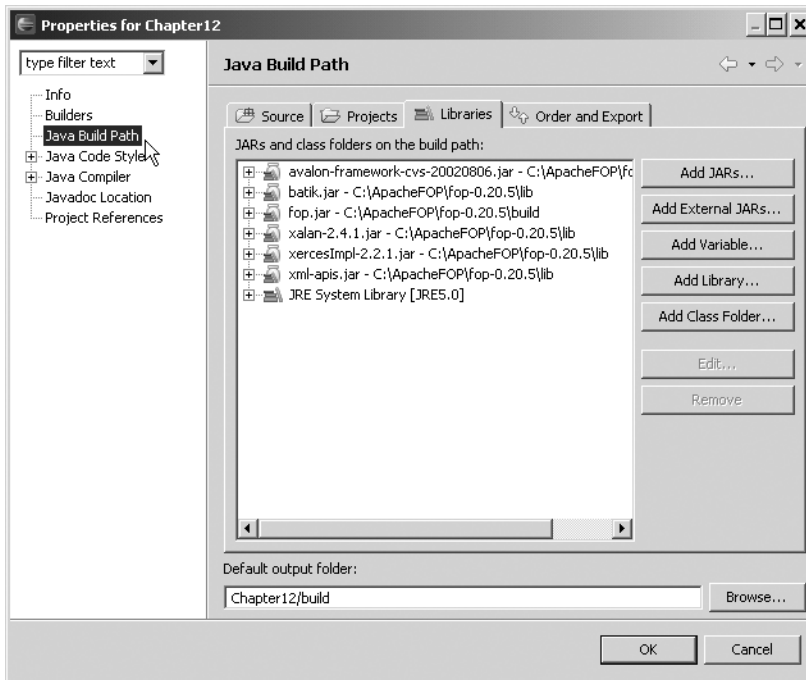 Properties for Chapter12
type filter text
Info
Builders
Java Build Path
Java Code Style
Java Compiler
Javadoc Location
Project References
Java Build Path
Source
Projects
Libraries
Order and Export
JARs and class folders on the build path:
avalon-framework-cvs-20020806.jar - C:\ApacheFOP\fo
batik.jar - C:\ApacheFOP\fop-0.20.5\lib
fop.jar - C:\ApacheFOP\fop-0.20.5\build
xalan-2.4.1.jar - C:\ApacheFOP\fop-0.20.5\lib
xercesImpl-2.2.1.jar - C:\ApacheFOP\fop-0.20.5\lib
xml-apis.jar - C:\ApacheFOP\fop-0.20.5\lib
JRE System Library [JRE5.0]
Add JARs...
Add External JARs...
Add Variable...
Add Library...
Add Class Folder...
Edit...
Remove
Default output folder:
Chapter12/build
Browse...
OK
Cancel